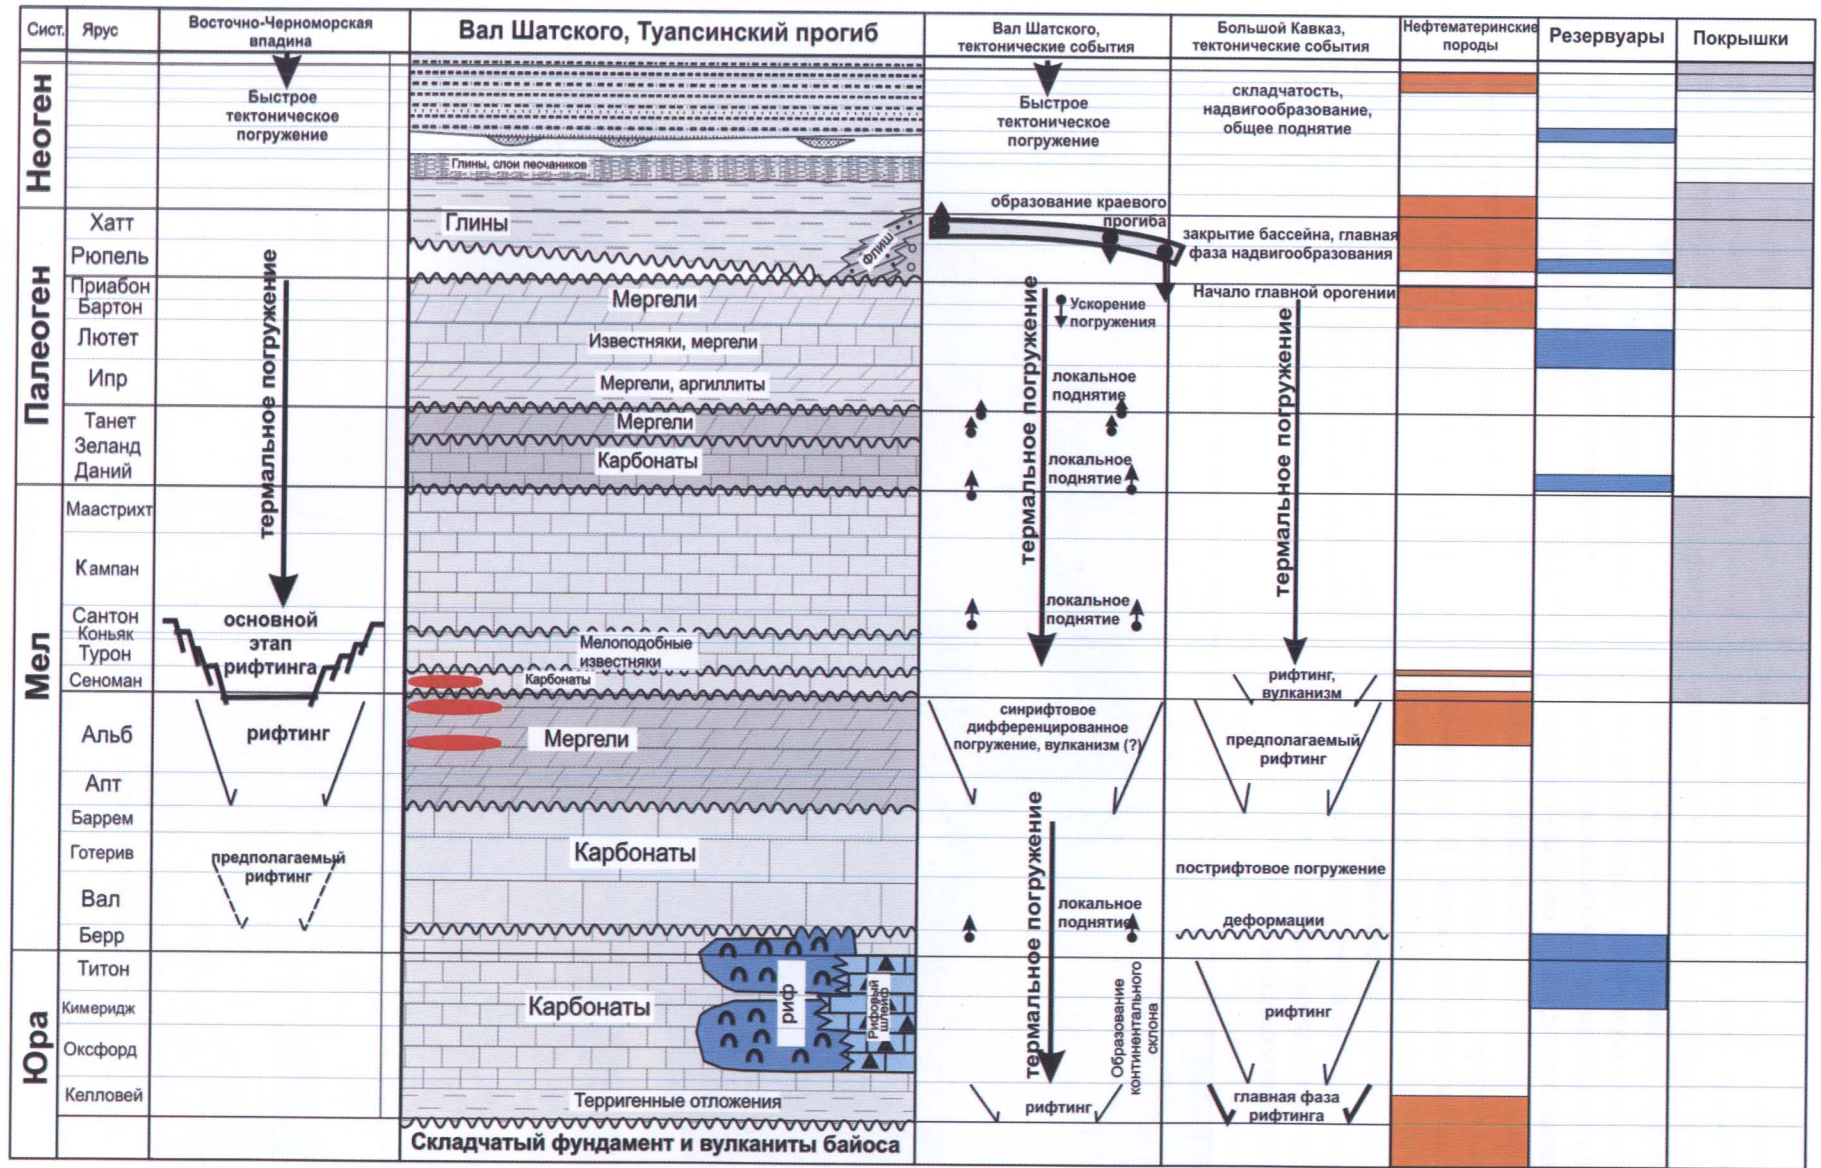 Сист.
Ярус
Восточно-Черноморская
впадина
Вал Шатского, Туапсинский прогиб
Вал Шатского,
тектонические события
Большой Кавказ,
тектонические события
Нефтематеринские
породы
Резервуары
Покрышки
Неоген
Палеоген
Мел
Юра
Хатт
Рюпель
Приабон
Бартон
Лютет
Ипр
Танет
Зеланд
Даний
Маастрихт
Кампан
Сантон
Коньяк
Турон
Сеноман
Альб
Апт
Баррем
Готерив
Вал
Берр
Титон
Кимеридж
Оксфорд
Келловей
Быстрое
тектоническое
погружение
термальное погружение
основной
этап
рифтинга
рифтинг
предполагаемый
рифтинг
Глины, слои песчаников
Глины
Флиш
Мергели
Известняки, мергели
Мергели, аргиллиты
Мергели
Карбонаты
Мелоподобные
известняки
Карбонаты
Мергели
Карбонаты
Карбонаты
риф
Рифовый
шлейф
Терригенные отложения
Складчатый фундамент и вулканиты байоса
Быстрое
тектоническое
погружение
образование краевого
прогиба
Ускорение
погружения
термальное погружение
локальное
поднятие
локальное
поднятие
локальное
поднятие
синрифтовое
дифференцированное
погружение, вулканизм (?)
термальное погружение
локальное
поднятие
Образование
континентального
склона
рифтинг
складчатость,
надвигообразование,
общее поднятие
закрытие бассейна, главная
фаза надвигообразования
Начало главной орогении
термальное погружение
рифтинг,
вулканизм
предполагаемый
рифтинг
пострифтовое погружение
деформации
рифтинг
главная фаза
рифтинга